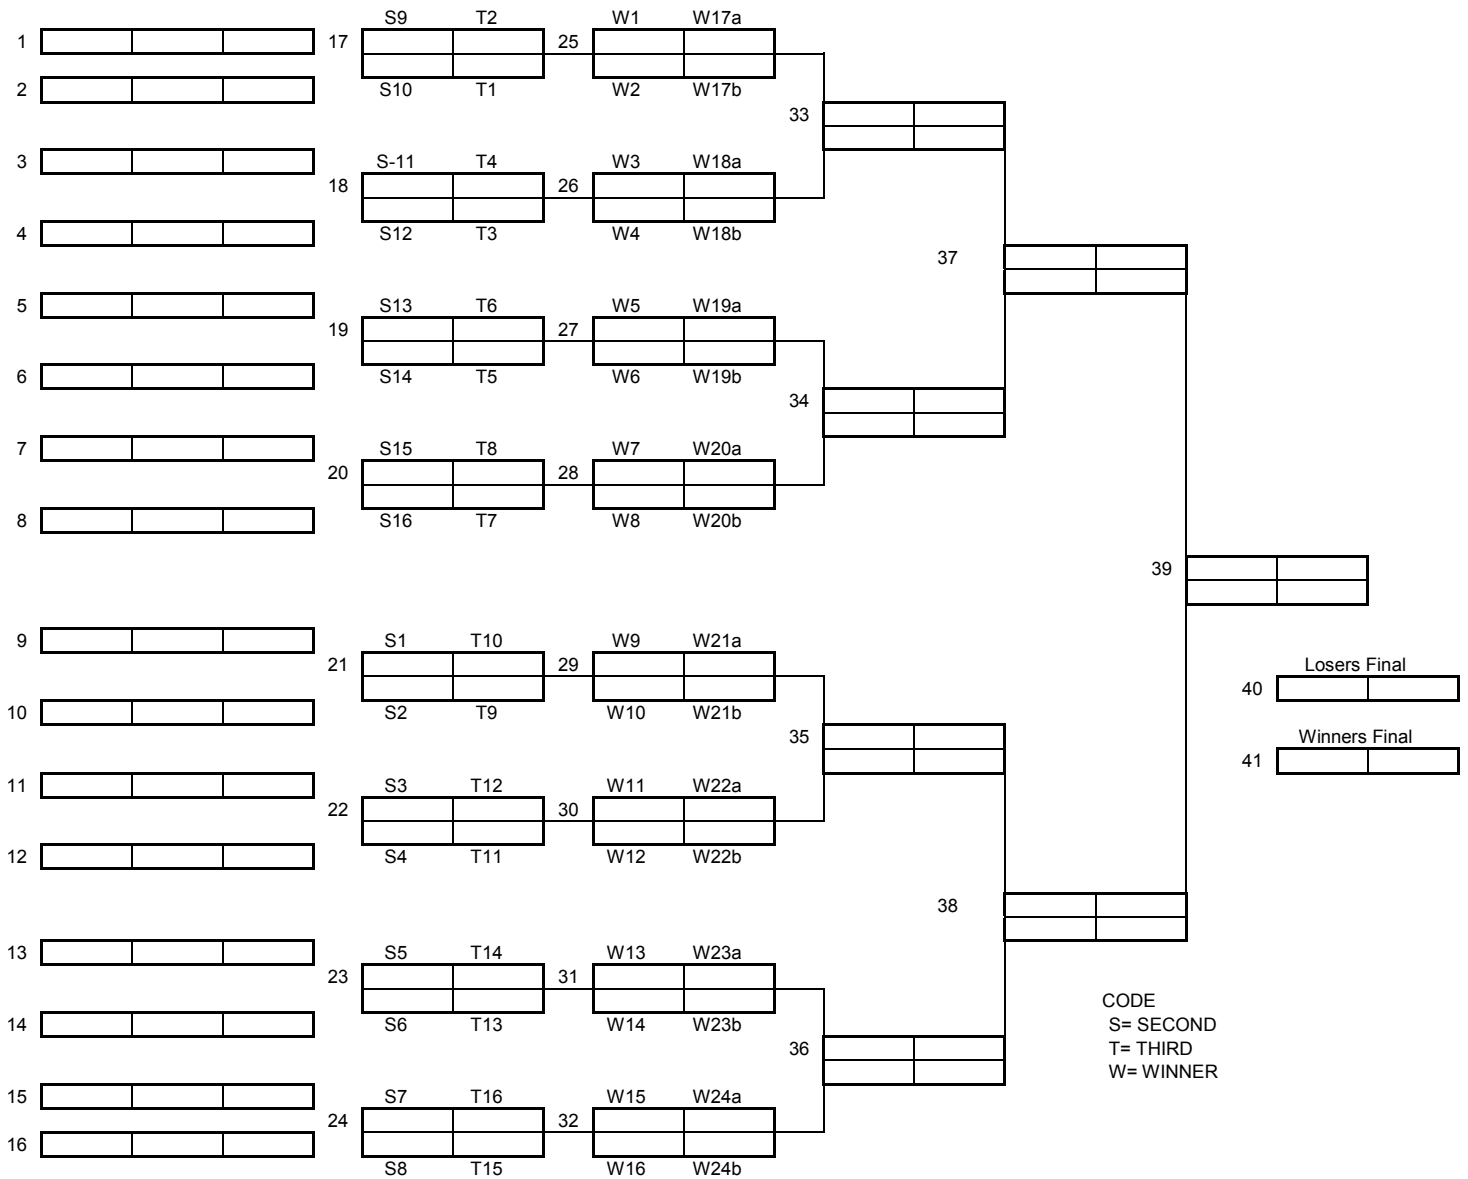 S9 T2 W1 W17a
1 17 25
2 S10 T1 W2 W17b
33
3 S-11 T4 W3 W18a
18 26
4 S12 T3 W4 W18b
37
5 S13 T6 W5 W19a
19 27
6 S14 T5 W6 W19b
34
7 S15 T8 W7 W20a
20 28
8 S16 T7 W8 W20b
39
9 S1 T10 W9 W21a
21 29 Losers Final
40
10 S2 T9 W10 W21b
35 Winners Final
41
11 S3 T12 W11 W22a
22 30
12 S4 T11 W12 W22b
38
13 S5 T14 W13 W23a
23 31
CODE
14 S6 T13 W14 W23b S= SECOND
36 T= THIRD
W= WINNER
15 S7 T16 W15 W24a
24 32
16
S8 T15 W16 W24b